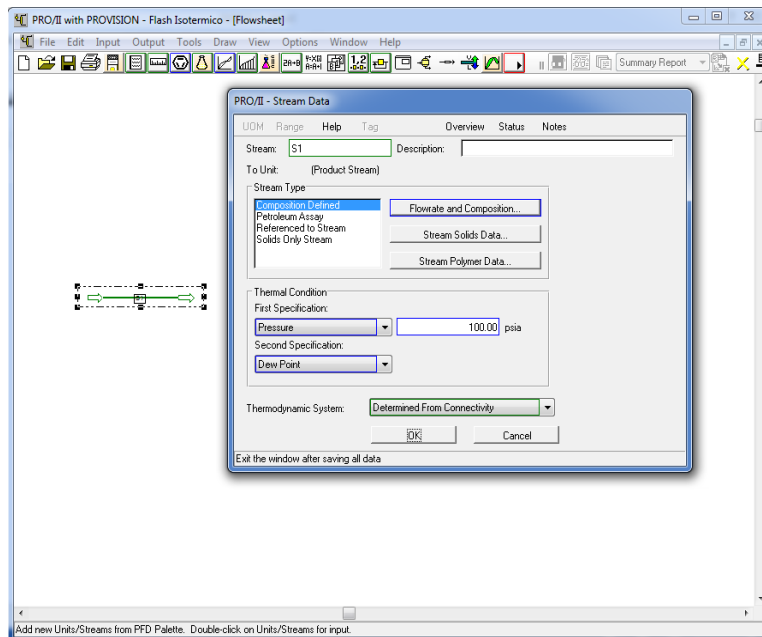 PRO/II with PROVISION - Flash Isotermico - [Flowsheet]
File Edit Input Output Tools Draw View Options Window Help
Summary Report
PRO/II - Stream Data
UOM Range Help Tag Overview Status Notes
Stream: S1 Description:
To Unit: (Product Stream)
Stream Type
Composition Defined
Petroleum Assay
Referenced to Stream
Solids Only Stream
Flowrate and Composition...
Stream Solids Data...
Stream Polymer Data...
S1
Thermal Condition
First Specification:
Pressure 100.00 psia
Second Specification:
Dew Point
Thermodynamic System: Determined From Connectivity
OK Cancel
Exit the window after saving all data
Add new Units/Streams from PFD Palette. Double-click on Units/Streams for input.